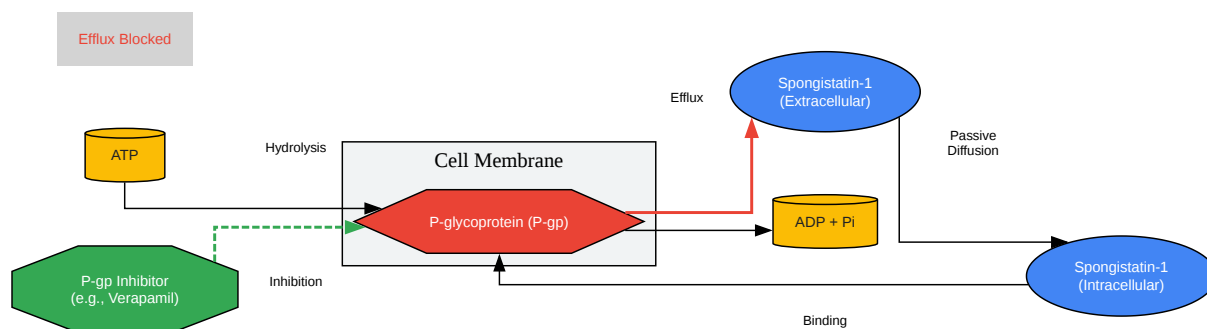 Efflux Blocked
Spongistatin-1
(Extracellular)
Efflux
Passive
Diffusion
ATP
Hydrolysis
Cell Membrane
P-glycoprotein (P-gp)
ADP + Pi
P-gp Inhibitor
(e.g., Verapamil)
Inhibition
Spongistatin-1
(Intracellular)
Binding